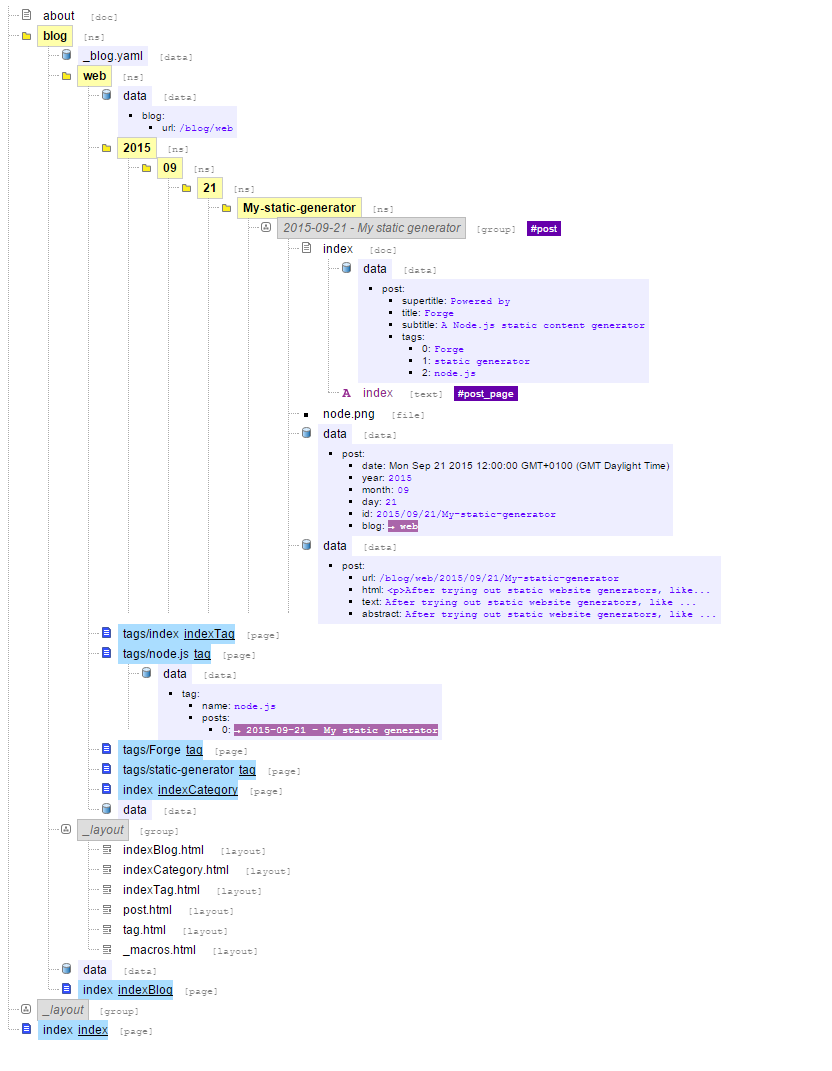 about [doc]
blog [ns]
_blog.yaml [data]
web [ns]
data [data]
blog:
url: /blog/web
2015 [ns]
09 [ns]
21 [ns]
My-static-generator [ns]
2015-09-21 - My static generator [group] #post
index [doc]
data [data]
post:
supertitle: Powered by
title: Forge
subtitle: A Node.js static content generator
tags:
0: Forge
1: static generator
2: node.js
A index [text] #post_page
node.png [file]
data [data]
post:
date: Mon Sep 21 2015 12:00:00 GMT+0100 (GMT Daylight Time)
year: 2015
month: 09
day: 21
id: 2015/09/21/My-static-generator
blog: → web
data [data]
post:
url: /blog/web/2015/09/21/My-static-generator
html: <p>After trying out static website generators, like...
text: After trying out static website generators, like ...
abstract: After trying out static website generators, like ...
tags/index indexTag [page]
tags/node.js tag [page]
data [data]
tag:
name: node.js
posts:
0: → 2015-09-21 - My static generator
tags/Forge tag [page]
tags/static-generator tag [page]
index indexCategory [page]
data [data]
_layout [group]
indexBlog.html [layout]
indexCategory.html [layout]
indexTag.html [layout]
post.html [layout]
tag.html [layout]
_macros.html [layout]
data [data]
index indexBlog [page]
_layout [group]
index index [page]